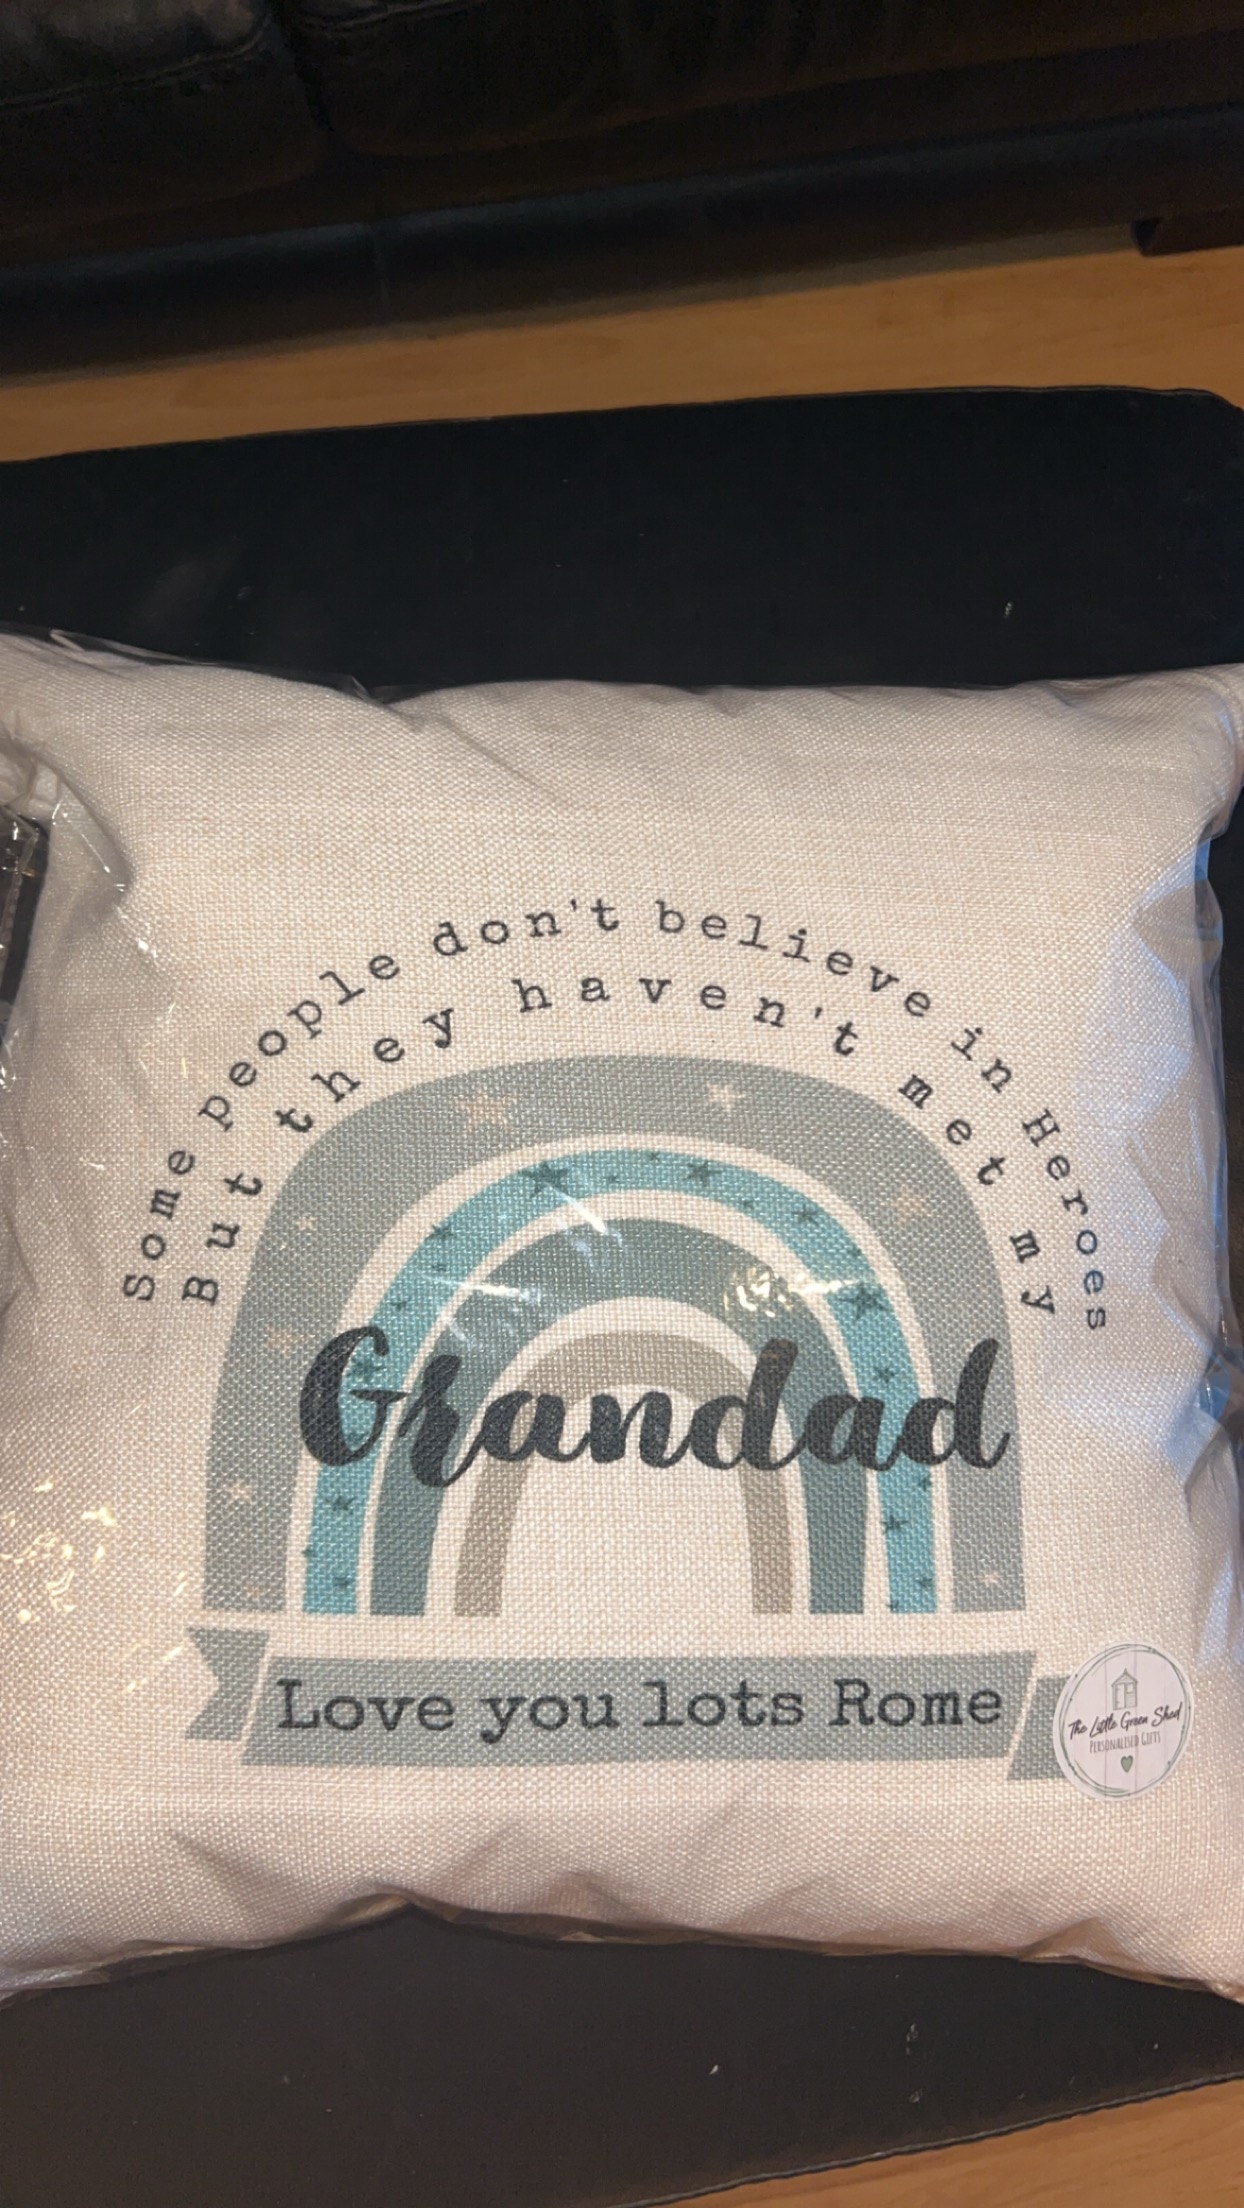 Some people don't believe in Heroes
But they haven't met my
Grandad
Love you lots Rome
The Little Green Shed
PERSONALISED GIFTS